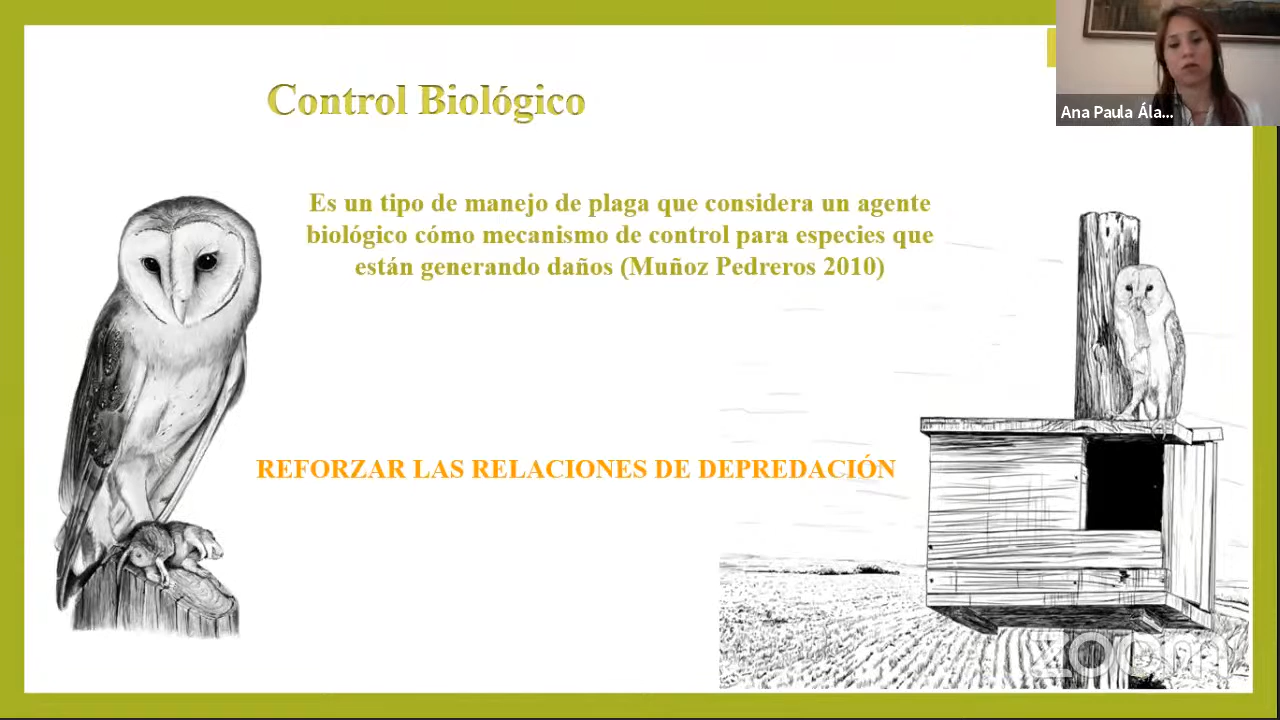 Control Biológico
Ana Paula Ála...
Es un tipo de manejo de plaga que considera un agente
biológico cómo mecanismo de control para especies que
están generando daños (Muñoz Pedreros 2010)
REFORZAR LAS RELACIONES DE DEPREDACIÓN
zoom